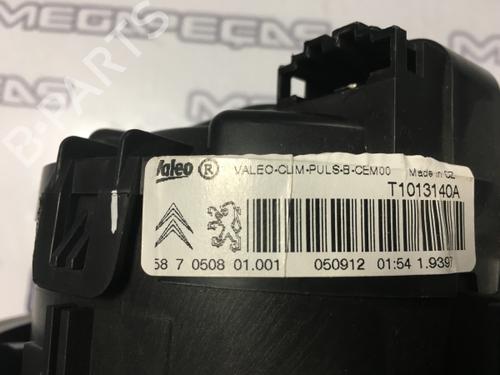 MEGAPEÇAS
B-PARTS
Valeo ® VALEO-CLIM-PULS-B-CEM00 Made in CZ
T1013140A
58 7 0508 01.001 050912 01:54 1.9397